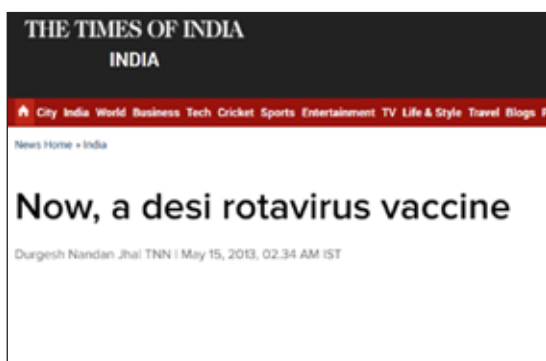 THE TIMES OF INDIA
INDIA
City India World Business Tech Cricket Sports Entertainment TV Life & Style Travel Blogs
News Home » India
Now, a desi rotavirus vaccine
Durgesh Nandan Jhal TNN | May 15, 2013, 02.34 AM IST